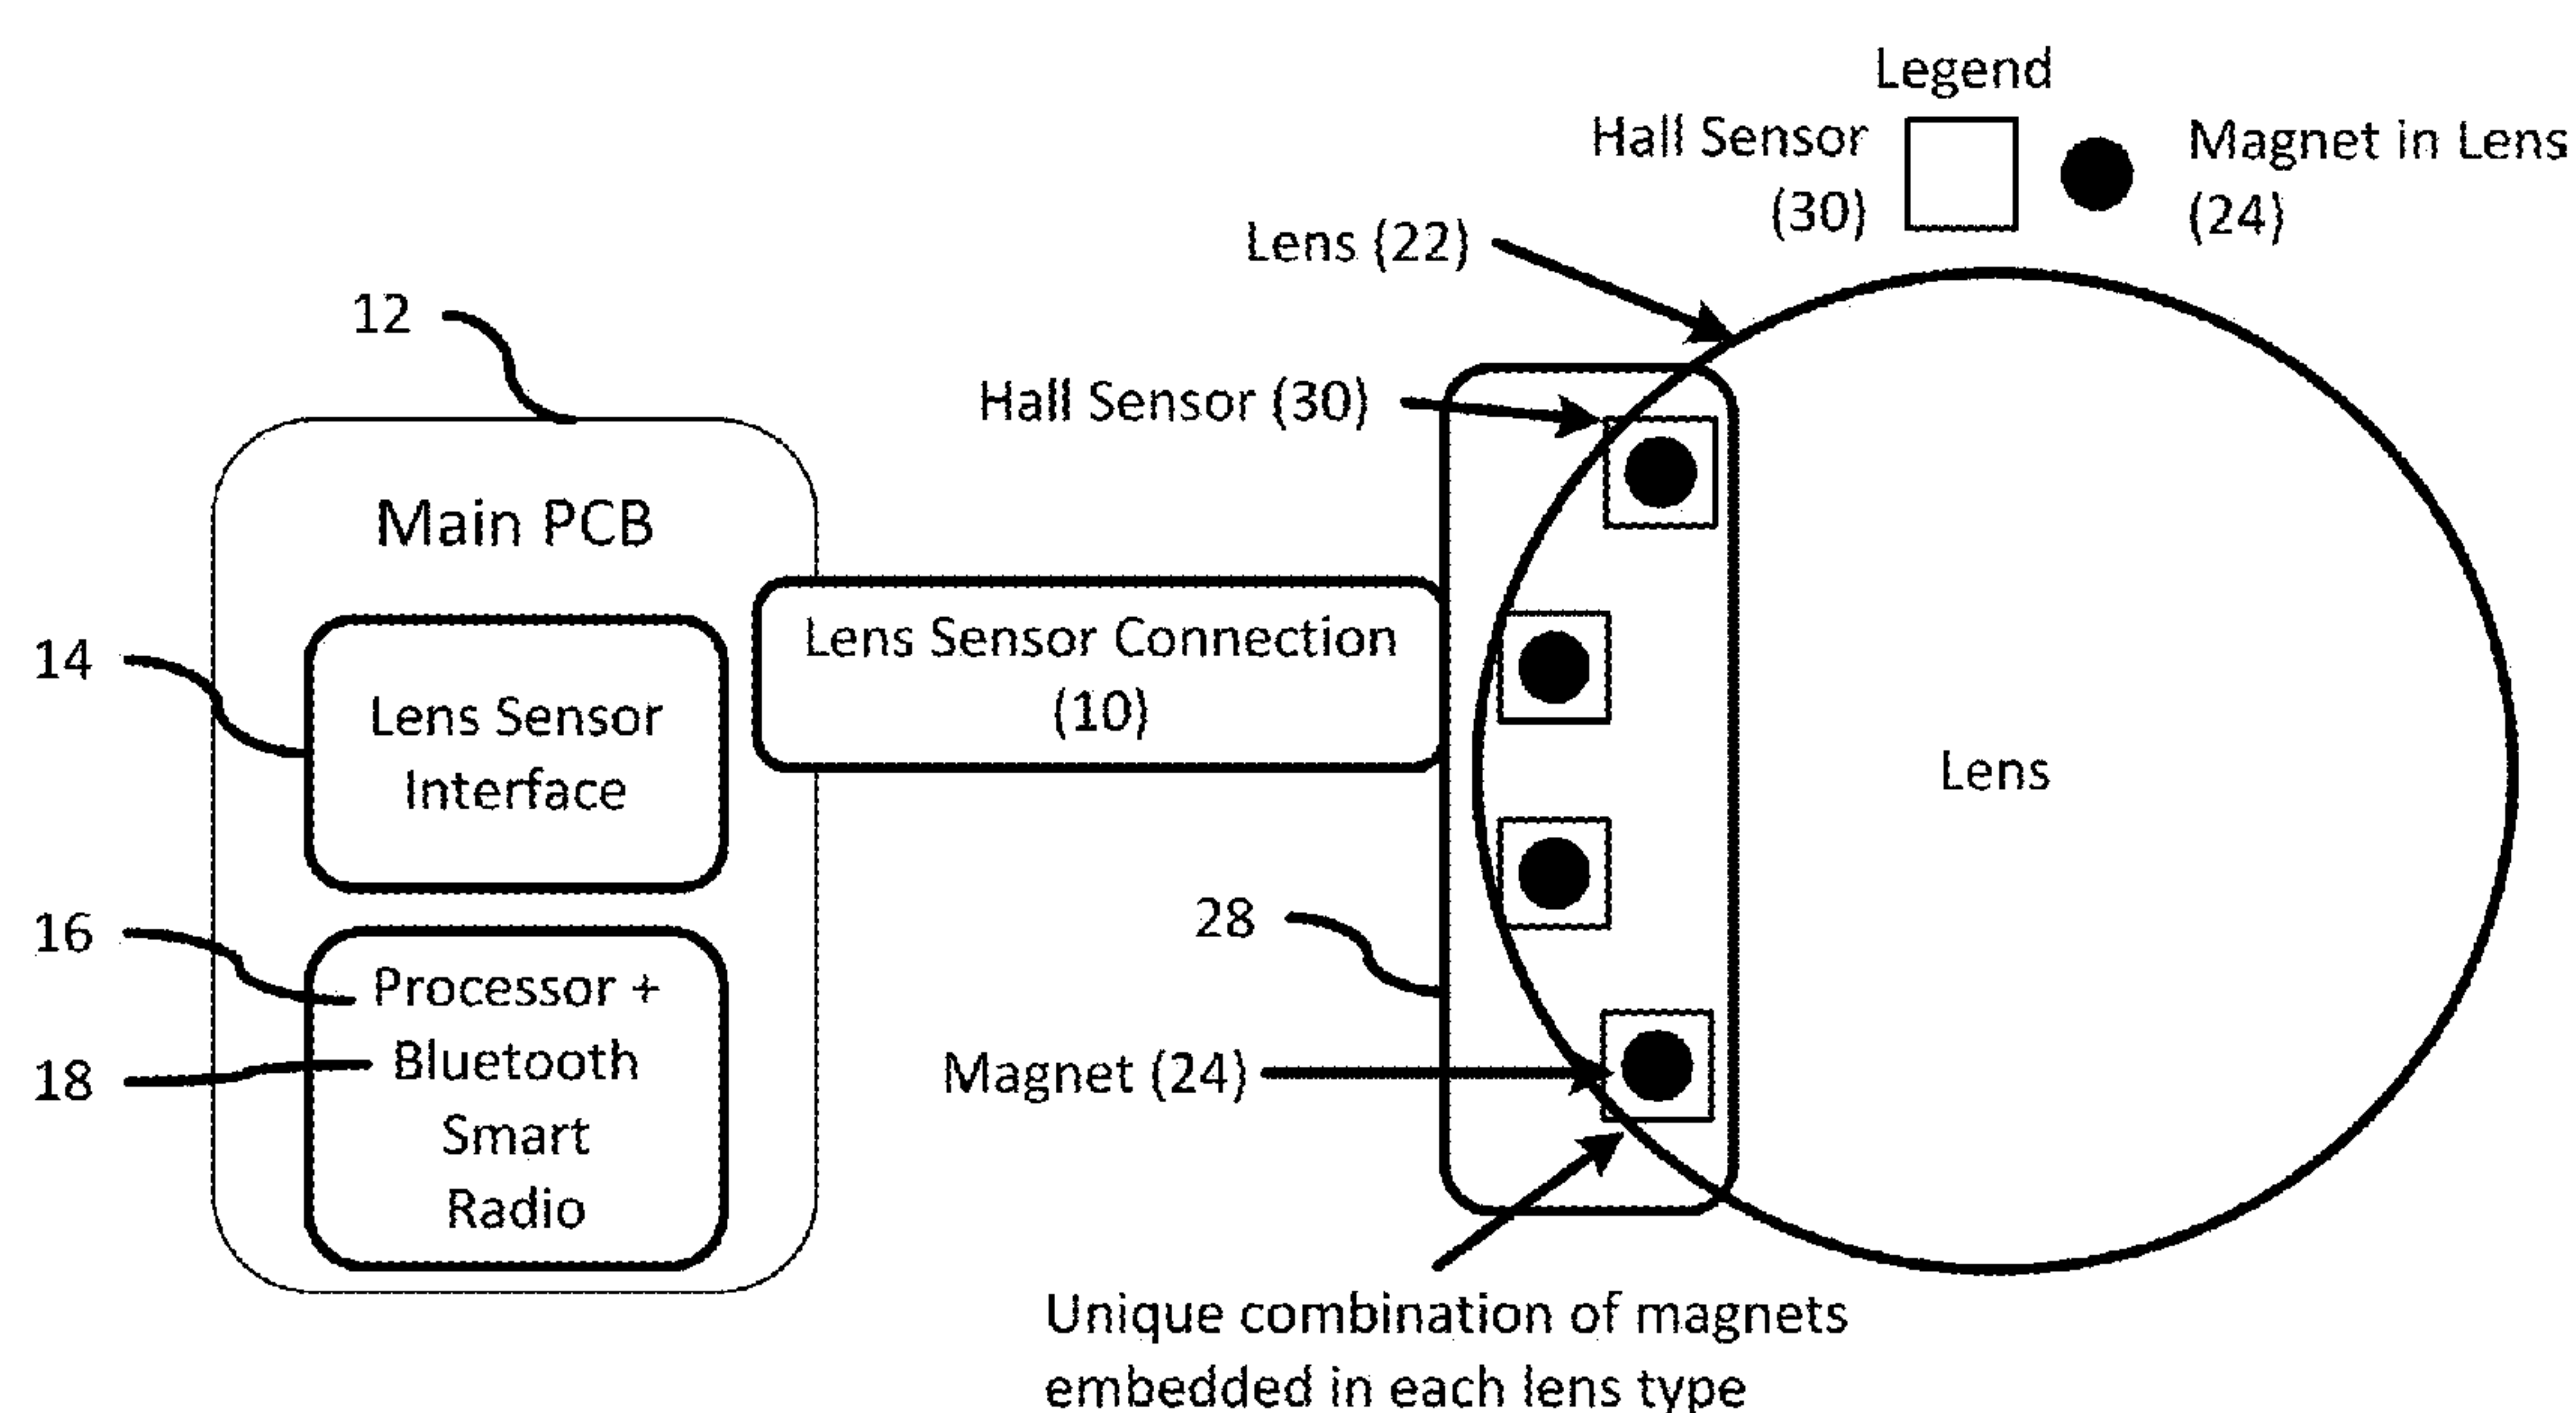 Legend
Hall Sensor
(30)
Magnet in Lens
(24)
Lens (22)
12
Hall Sensor (30)
Main PCB
Lens Sensor Connection
(10)
14
Lens Sensor
Interface
Lens
28
16
Processor +
Bluetooth
Smart
Radio
18
Magnet (24)
Unique combination of magnets
embedded in each lens type